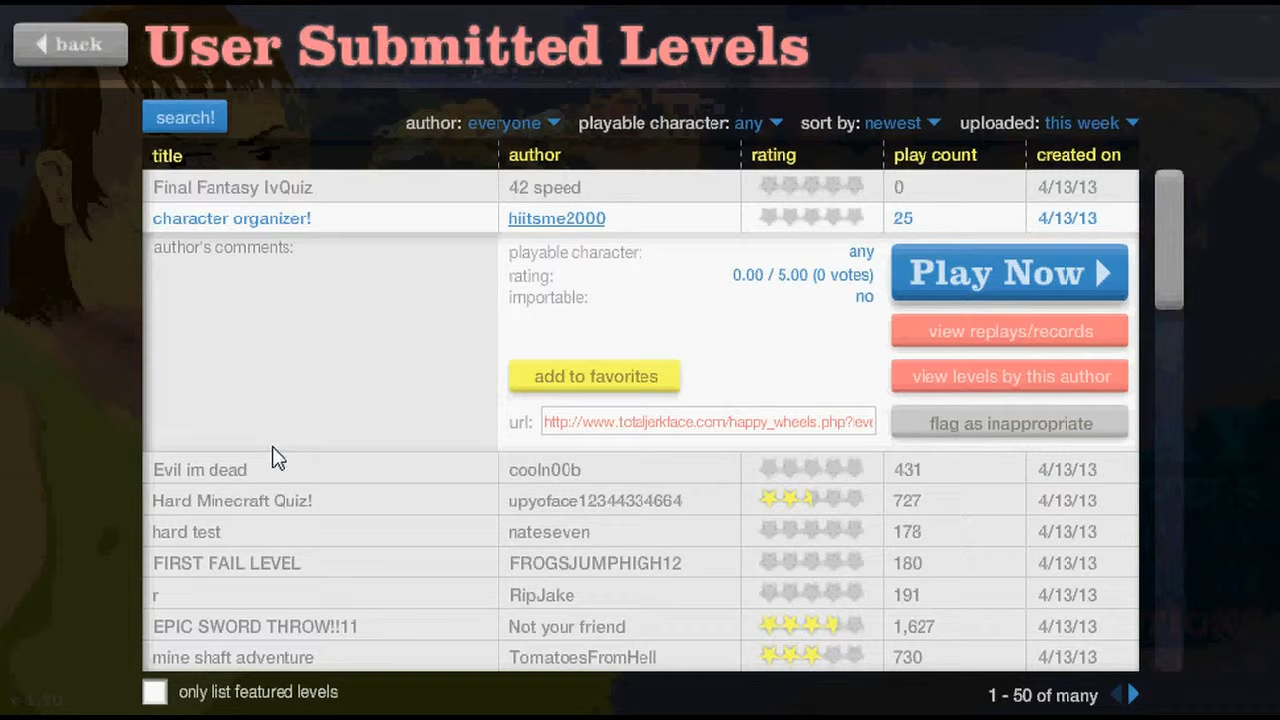 back
User Submitted Levels
search!
author: everyone playable character: any sort by: newest uploaded: this week
title author rating play count created on
Final Fantasy IvQuiz 42 speed 0 4/13/13
character organizer! hiitsme2000 25 4/13/13
author's comments:
playable character: any
rating: 0.00 / 5.00 (0 votes)
importable: no
Play Now
view replays/records
add to favorites
view levels by this author
url: http://www.totaljerkface.com/happy_wheels.php?leve
flag as inappropriate
Evil im dead cooln00b 431 4/13/13
Hard Minecraft Quiz! upyoface12344334664 727 4/13/13
hard test nateseven 178 4/13/13
FIRST FAIL LEVEL FROGSJUMPHIGH12 180 4/13/13
r RipJake 191 4/13/13
EPIC SWORD THROW!!11 Not your friend 1,627 4/13/13
mine shaft adventure TomatoesFromHell 730 4/13/13
only list featured levels
1 - 50 of many